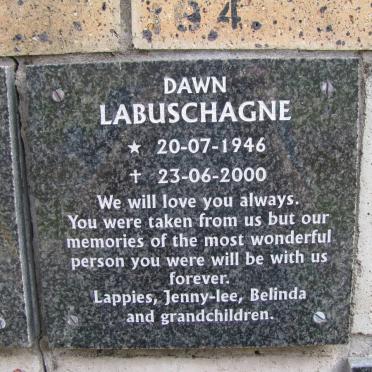 54
DAWN
LABUSCHAGNE
★ 20-07-1946
✝ 23-06-2000
We will love you always.
You were taken from us but our
memories of the most wonderful
person you were will be with us
forever.
Lappies, Jenny-lee, Belinda
and grandchildren.